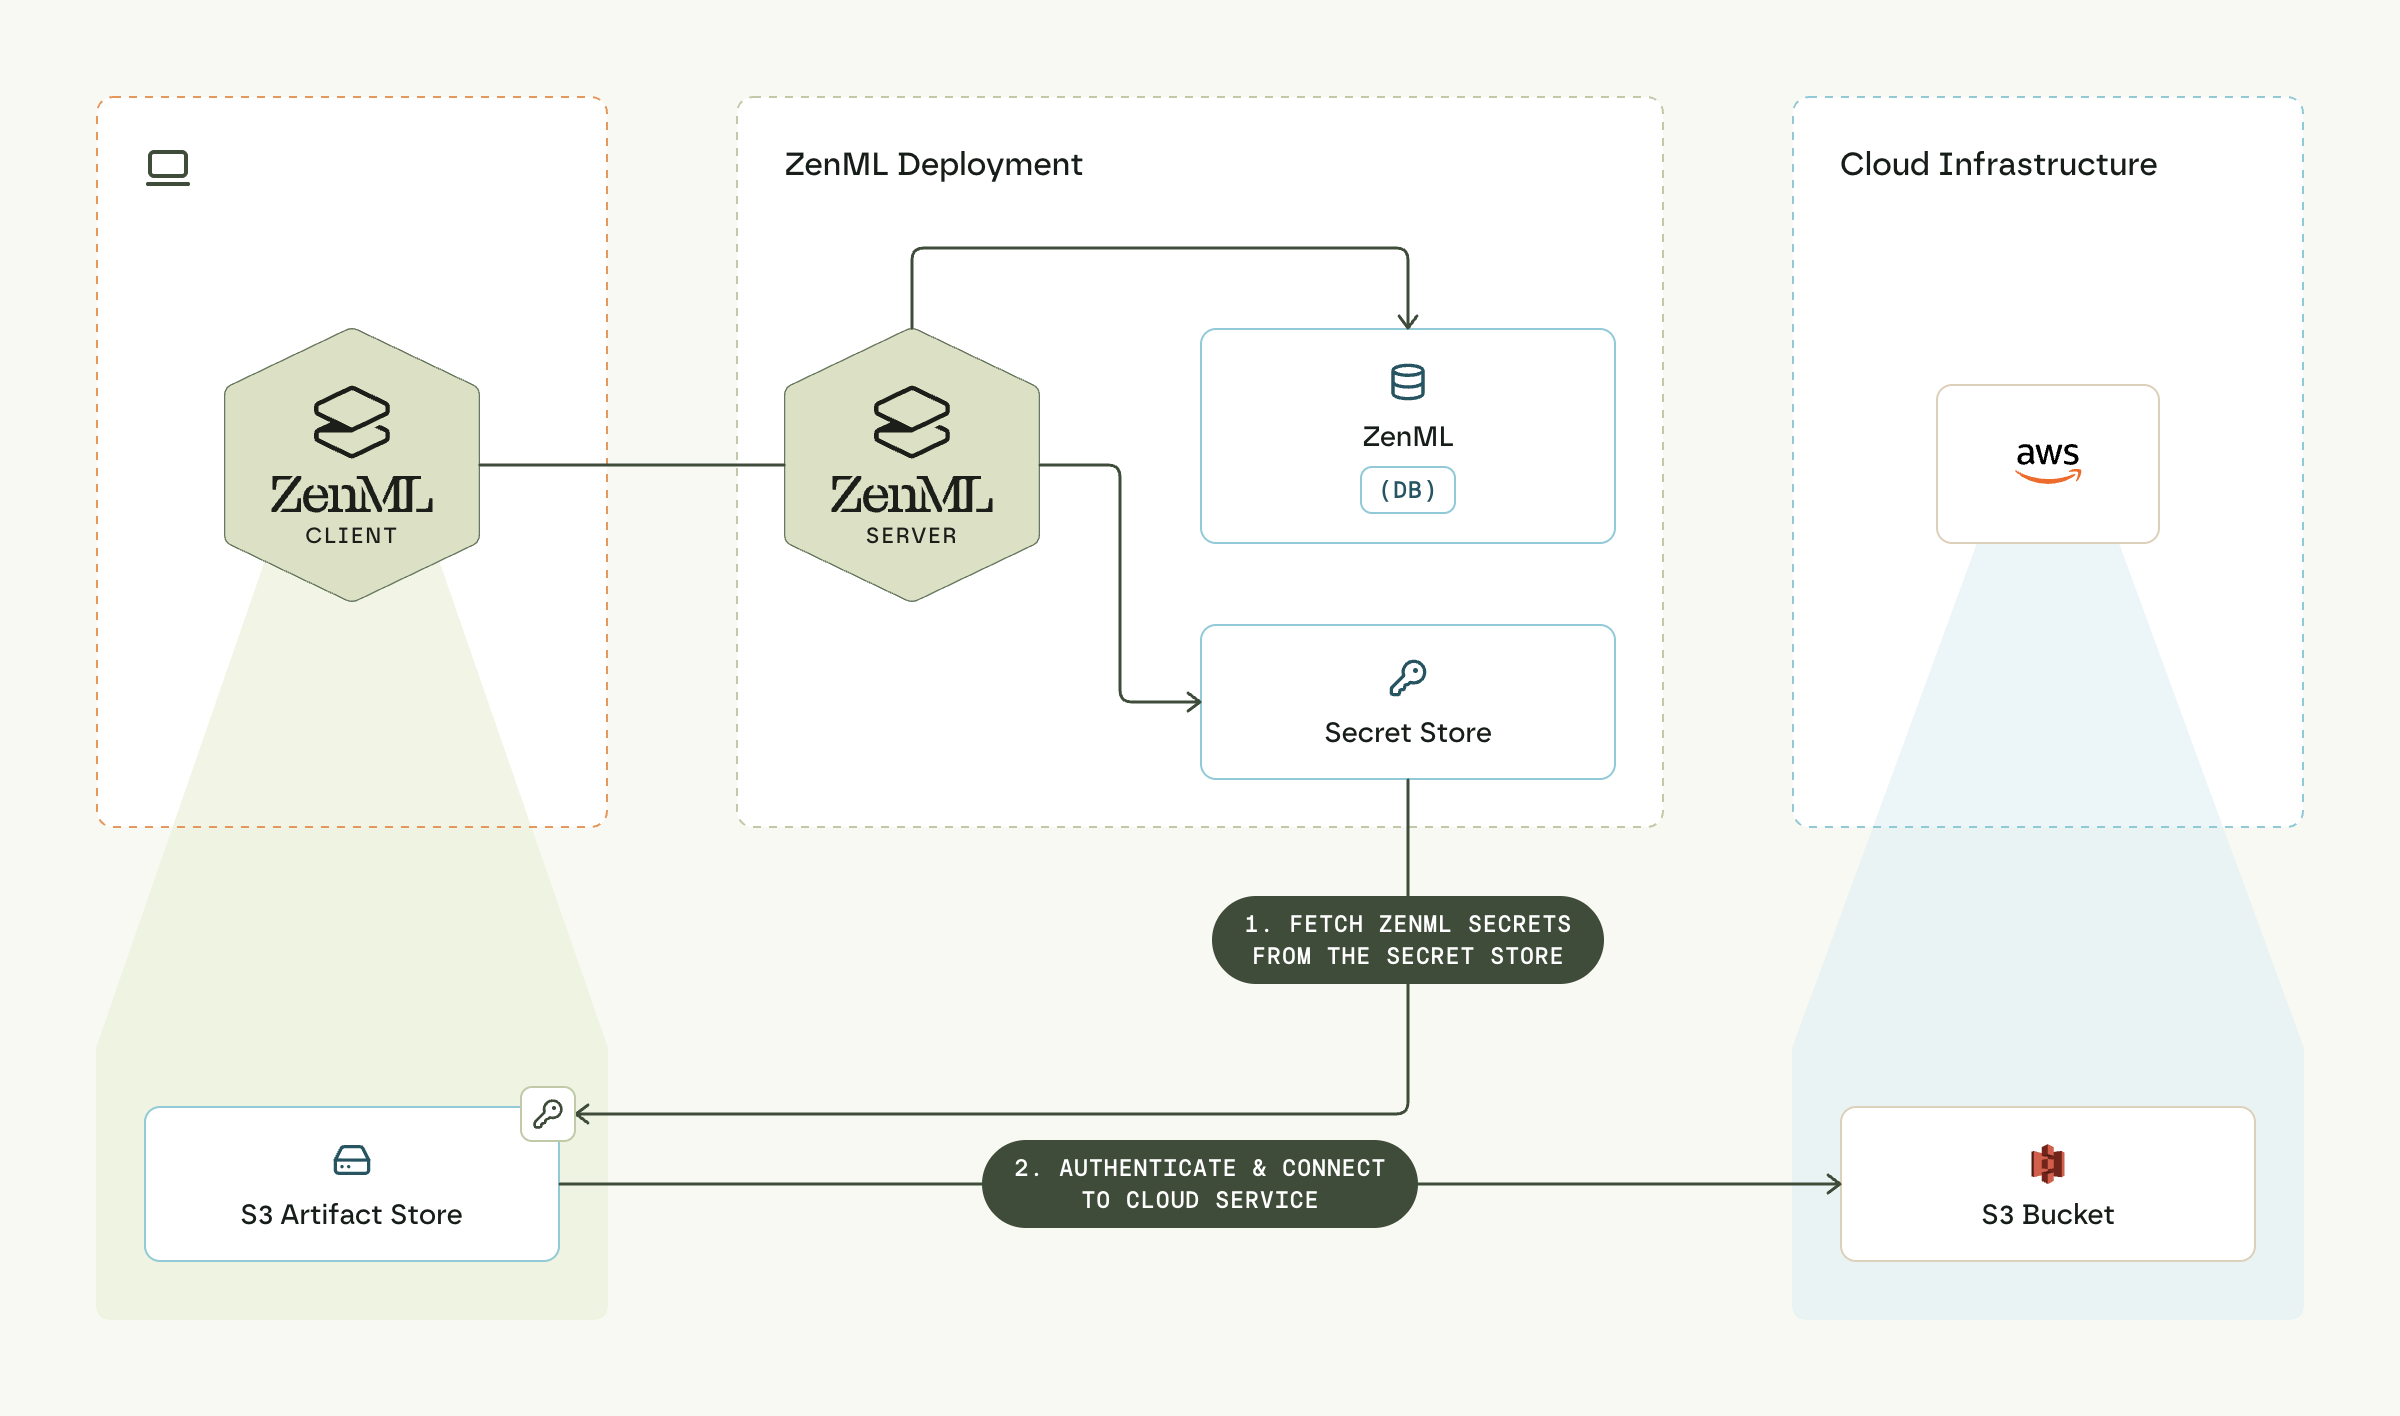 ZenML Deployment
Cloud Infrastructure
ZenML
CLIENT
ZenML
SERVER
ZenML
(DB)
aws
Secret Store
1. FETCH ZENML SECRETS
FROM THE SECRET STORE
2. AUTHENTICATE & CONNECT
TO CLOUD SERVICE
S3 Artifact Store
S3 Bucket